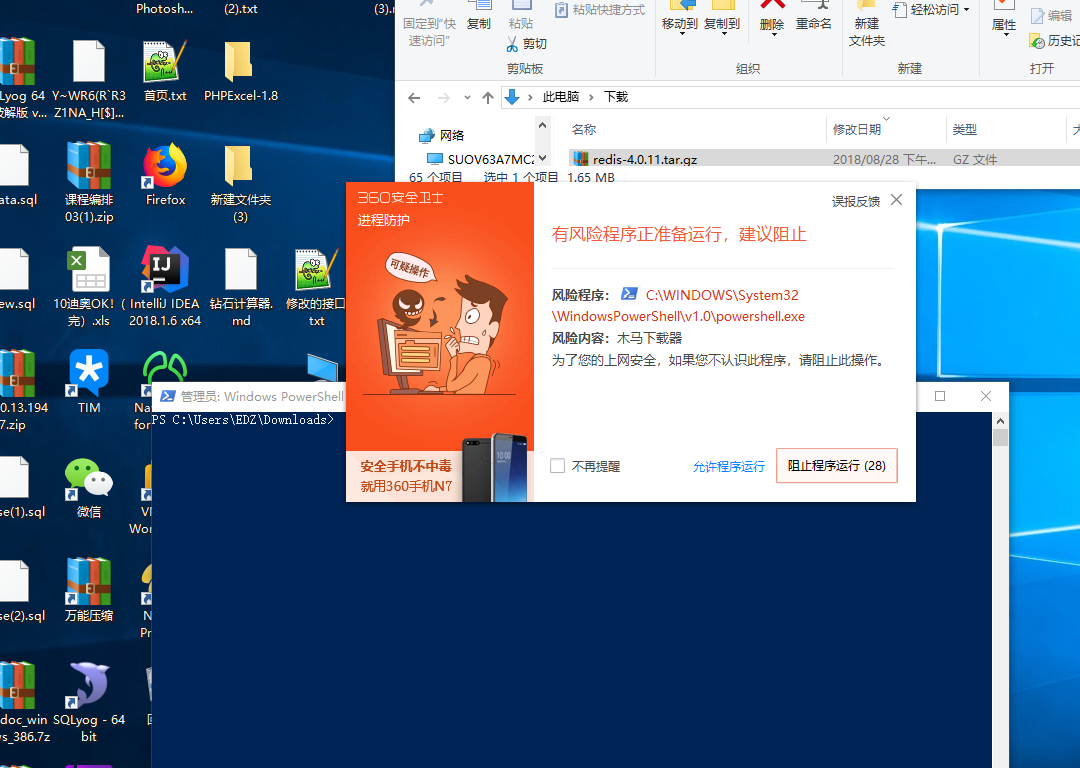 Photosh...
(2).txt
(3).r
固定到"快
速访问"
复制
粘贴
粘贴快捷方式
剪切
剪贴板
移动到
复制到
删除
重命名
组织
新建
文件夹
轻松访问
新建
属性
编辑
历史记
打开
此电脑 > 下载
网络
SUOV63A7MC2
名称
修改日期
类型
redis-4.0.11.tar.gz
2018/08/28 下午...
GZ 文件
65 个项目
选中 1 个项目 1.65 MB
Lyog 64
破解版 v...
Y~WR6(R`R3
Z1NA_H[$]...
首页.txt
PHPExcel-1.8
ata.sql
课程编排
03(1).zip
Firefox
新建文件夹
(3)
ew.sql
10迪奥OK!（
完）.xls
IntelliJ IDEA
2018.1.6 x64
钻石计算器.
md
修改的接口
txt
0.13.194
7.zip
TIM
Na
for
se(1).sql
微信
VM
Wor
se(2).sql
万能压缩
N
Pr
doc_win
ws_386.7z
SQLyog - 64
bit
360安全卫士
进程防护
可疑操作
安全手机不中毒
就用360手机N7
误报反馈
有风险程序正准备运行，建议阻止
风险程序： C:\WINDOWS\System32
\WindowsPowerShell\v1.0\powershell.exe
风险内容：木马下载器
为了您的上网安全，如果您不认识此程序，请阻止此操作。
不再提醒
允许程序运行
阻止程序运行 (28)
管理员: Windows PowerShell
PS C:\Users\EDZ\Downloads>